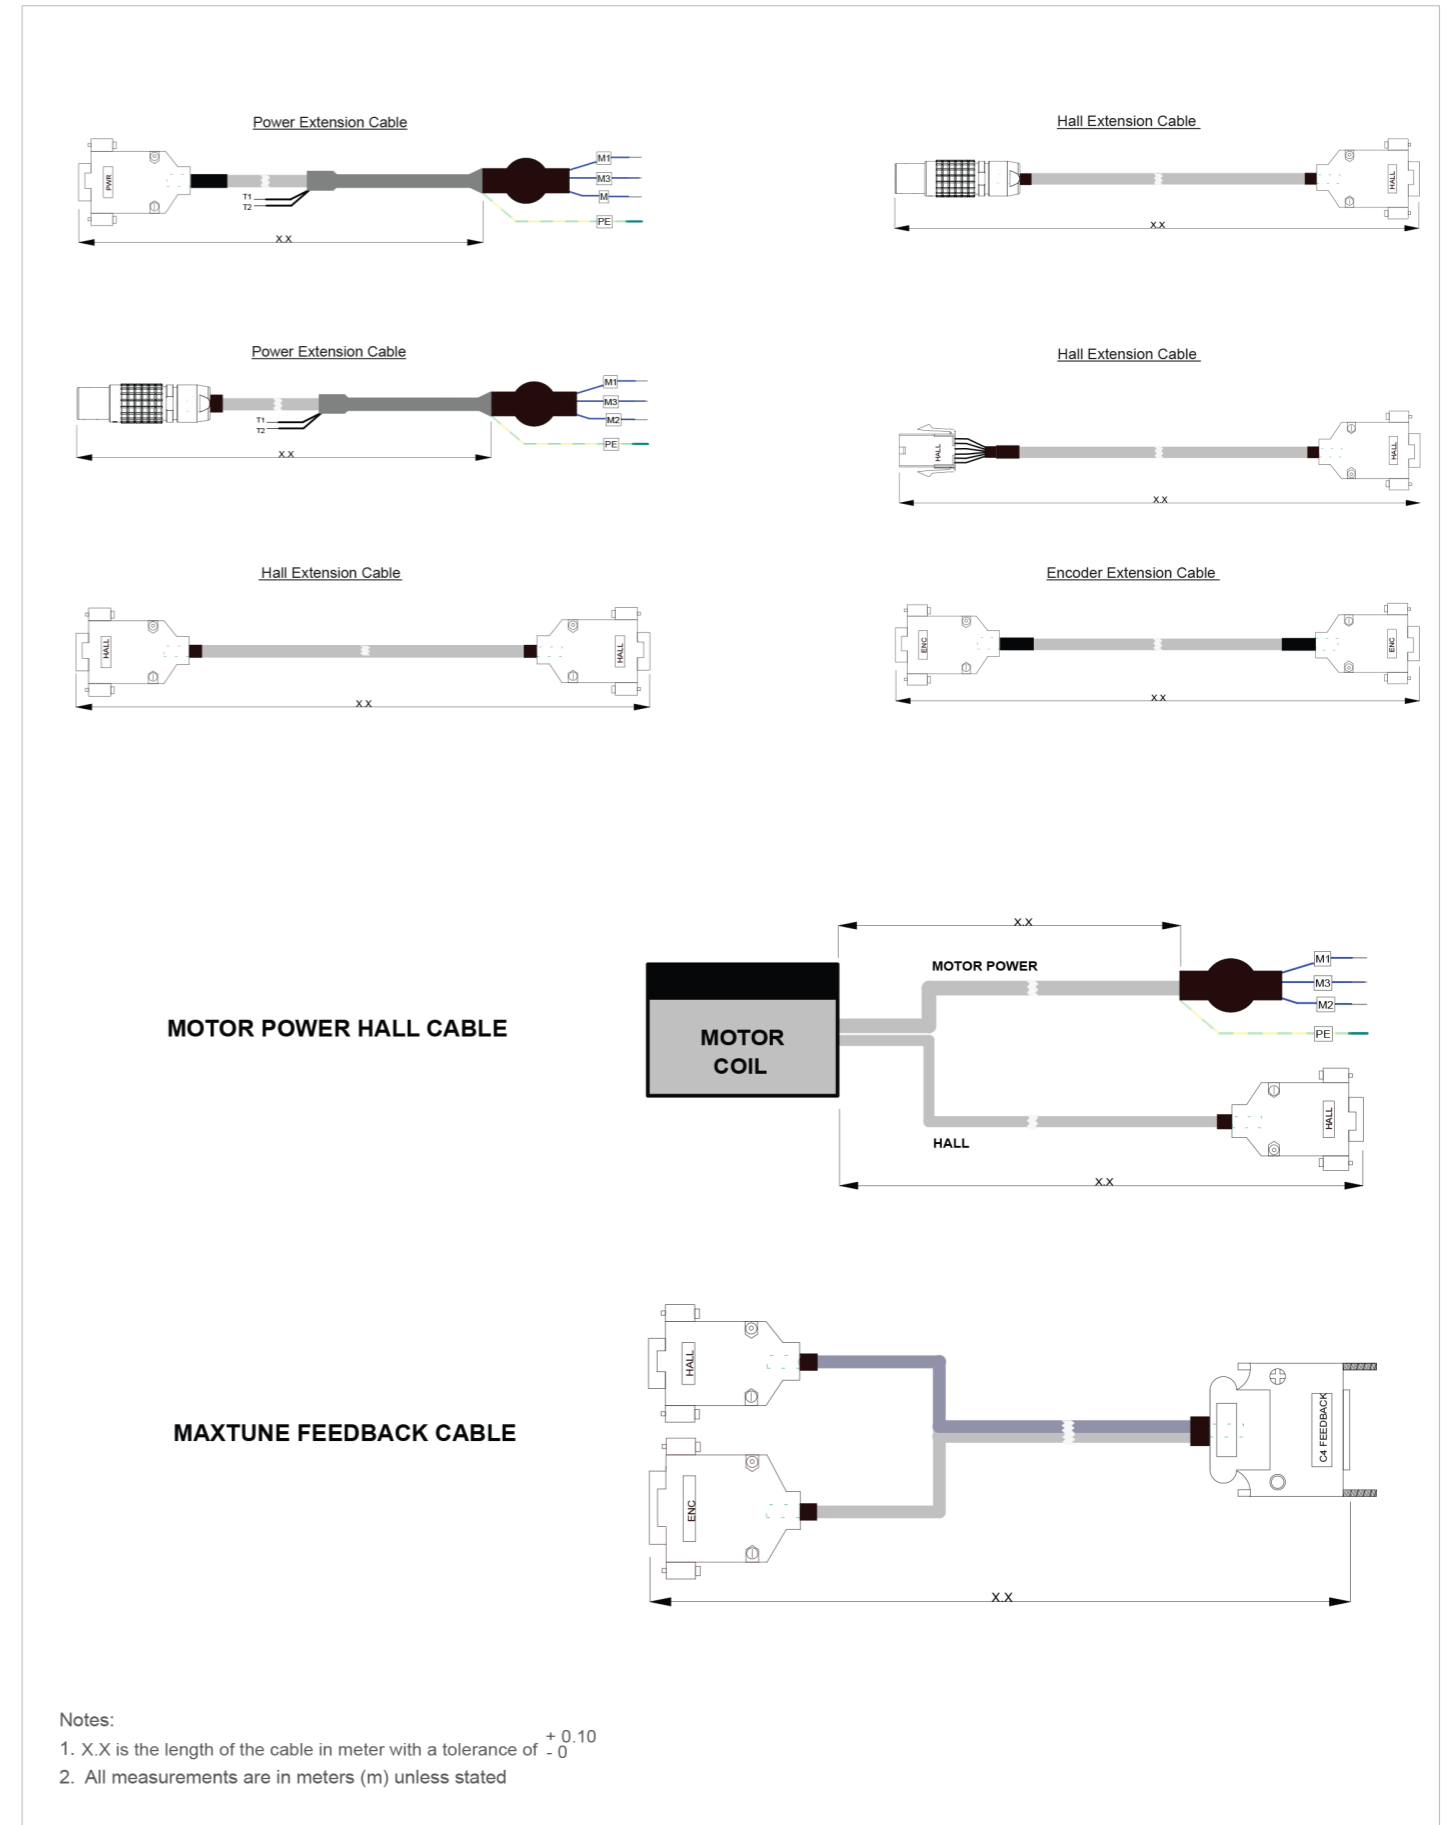 Power Extension Cable
PWR
T1
T2
M1
M3
M
PE
X.X
Hall Extension Cable
HALL
X.X
Power Extension Cable
T1
T2
M1
M3
M2
PE
X.X
Hall Extension Cable
HALL
HALL
X.X
Hall Extension Cable
HALL
HALL
X.X
Encoder Extension Cable
ENC
ENC
X.X
MOTOR POWER HALL CABLE
MOTOR
COIL
X.X
MOTOR POWER
M1
M3
M2
PE
HALL
HALL
X.X
MAXTUNE FEEDBACK CABLE
HALL
ENC
C4 FEEDBACK
X.X
Notes:
1. X.X is the length of the cable in meter with a tolerance of + 0.10
- 0
2. All measurements are in meters (m) unless stated